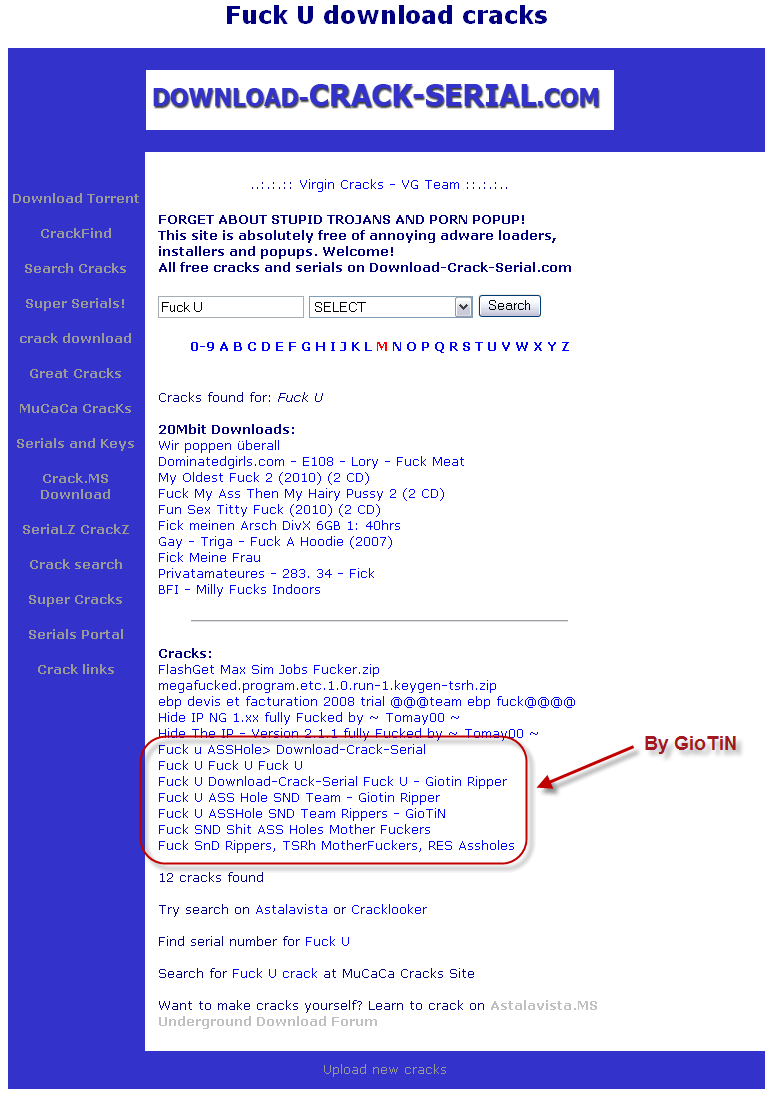 Fuck U download cracks
DOWNLOAD-CRACK-SERIAL.COM
Download Torrent
CrackFind
Search Cracks
Super Serials!
crack download
Great Cracks
MuCaCa CracKs
Serials and Keys
Crack.MS
Download
SeriaLZ CrackZ
Crack search
Super Cracks
Serials Portal
Crack links
..:.:.:: Virgin Cracks - VG Team ::.:.:..
FORGET ABOUT STUPID TROJANS AND PORN POPUP!
This site is absolutely free of annoying adware loaders,
installers and popups. Welcome!
All free cracks and serials on Download-Crack-Serial.com
Fuck U SELECT Search
0-9 A B C D E F G H I J K L M N O P Q R S T U V W X Y Z
Cracks found for: Fuck U
20Mbit Downloads:
Wir poppen überall
Dominatedgirls.com - E108 - Lory - Fuck Meat
My Oldest Fuck 2 (2010) (2 CD)
Fuck My Ass Then My Hairy Pussy 2 (2 CD)
Fun Sex Titty Fuck (2010) (2 CD)
Fick meinen Arsch DivX 6GB 1: 40hrs
Gay - Triga - Fuck A Hoodie (2007)
Fick Meine Frau
Privatamateures - 283. 34 - Fick
BFI - Milly Fucks Indoors
Cracks:
FlashGet Max Sim Jobs Fucker.zip
megafucked.program.etc.1.0.run-1.keygen-tsrh.zip
ebp devis et facturation 2008 trial @@@team ebp fuck@@@@
Hide IP NG 1.xx fully Fucked by ~ Tomay00 ~
Hide The IP - Version 2.1.1 fully Fucked by ~ Tomay00 ~
Fuck u ASSHole> Download-Crack-Serial
Fuck U Fuck U Fuck U
Fuck U Download-Crack-Serial Fuck U - Giotin Ripper
Fuck U ASS Hole SND Team - Giotin Ripper
Fuck U ASSHole SND Team Rippers - GioTiN
Fuck SND Shit ASS Holes Mother Fuckers
Fuck SnD Rippers, TSRh MotherFuckers, RES Assholes
By GioTiN
12 cracks found
Try search on Astalavista or Cracklooker
Find serial number for Fuck U
Search for Fuck U crack at MuCaCa Cracks Site
Want to make cracks yourself? Learn to crack on Astalavista.MS
Underground Download Forum
Upload new cracks